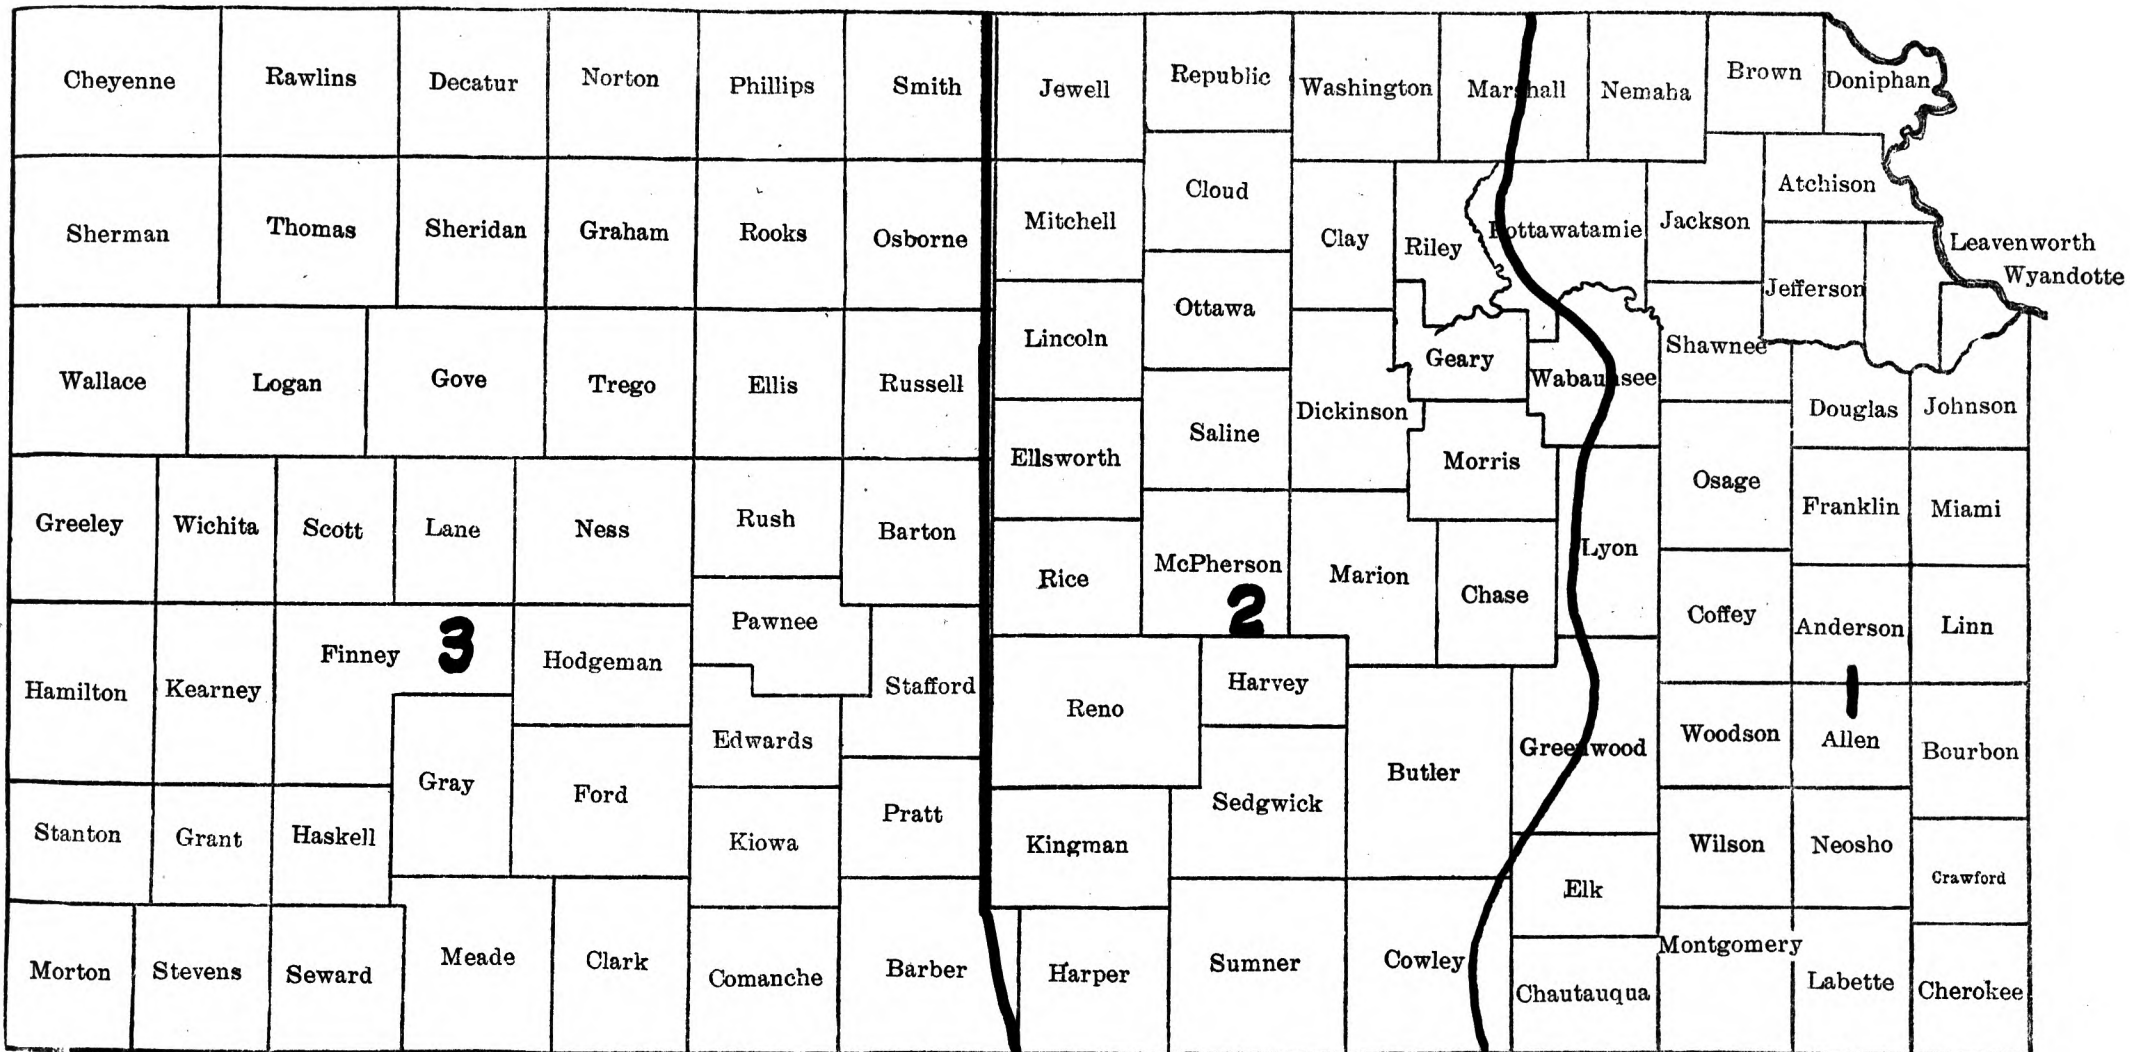 Cheyenne
Rawlins
Decatur
Norton
Phillips
Smith
Jewell
Republic
Washington
Marshall
Nemaha
Brown
Doniphan
Sherman
Thomas
Sheridan
Graham
Rooks
Osborne
Mitchell
Cloud
Clay
Riley
Pottawatamie
Jackson
Atchison
Jefferson
Leavenworth
Wyandotte
Wallace
Logan
Gove
Trego
Ellis
Russell
Lincoln
Ottawa
Saline
Dickinson
Geary
Wabaunsee
Shawnee
Douglas
Johnson
Greeley
Wichita
Scott
Lane
Ness
Rush
Barton
Ellsworth
Rice
McPherson
2
Marion
Morris
Chase
Lyon
Osage
Franklin
Miami
Coffey
Anderson
Linn
Hamilton
Kearney
Finney
3
Hodgeman
Pawnee
Stafford
Edwards
Reno
Harvey
Sedgwick
Butler
Greenwood
Woodson
1
Allen
Bourbon
Stanton
Grant
Haskell
Gray
Ford
Kiowa
Pratt
Kingman
Elk
Wilson
Neosho
Crawford
Morton
Stevens
Seward
Meade
Clark
Comanche
Barber
Harper
Sumner
Cowley
Chautauqua
Montgomery
Labette
Cherokee